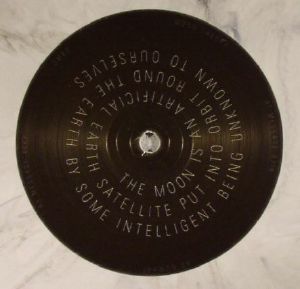 THE MOON IS AN ARTIFICIAL EARTH SATELLITE PUT INTO ORBIT ROUND THE EARTH BY SOME INTELLIGENT BEING UNKNOWN TO OURSELVES